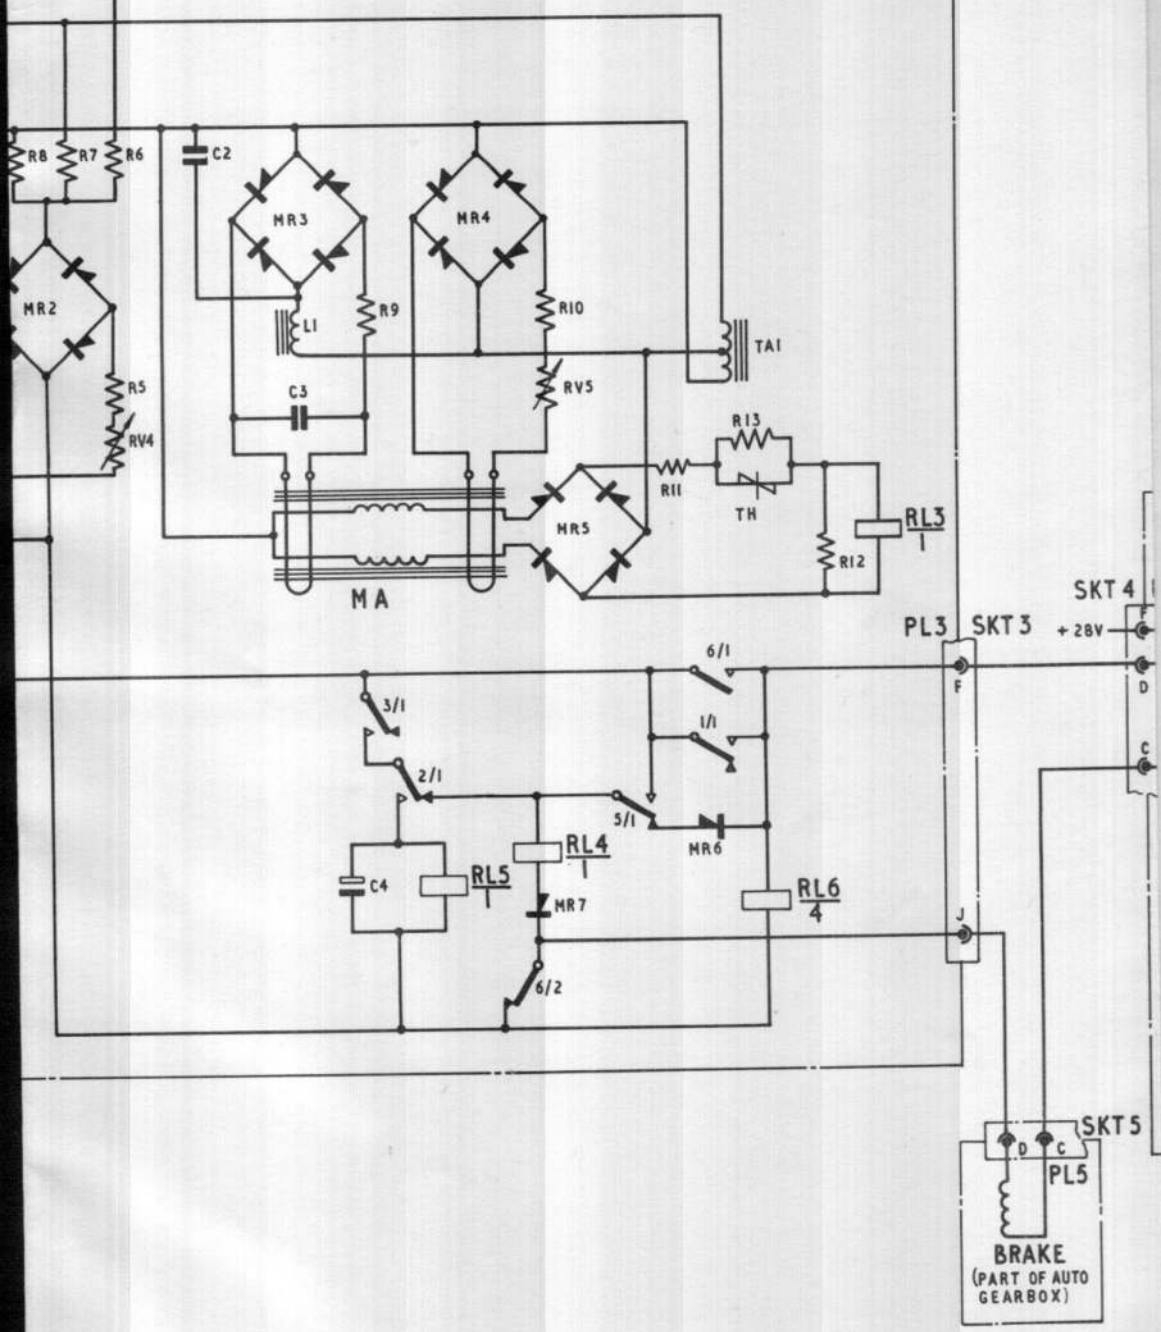 R8 R7 R6 C2
MR3
MR4
MR2
L1
R9
R10
TA1
C3
RV5
R5
RV4
R13
R11
TH
MR5
R12
RL3
1
MA
SKT 4
+ 28V
F
PL3 SKT 3
F
D
6/1
3/1
1/1
2/1
C
5/1
MR6
RL4
1
RL5
1
C4
MR7
RL6
4
J
6/2
SKT 5
D C
PL5
BRAKE
(PART OF AUTO
GEARBOX)